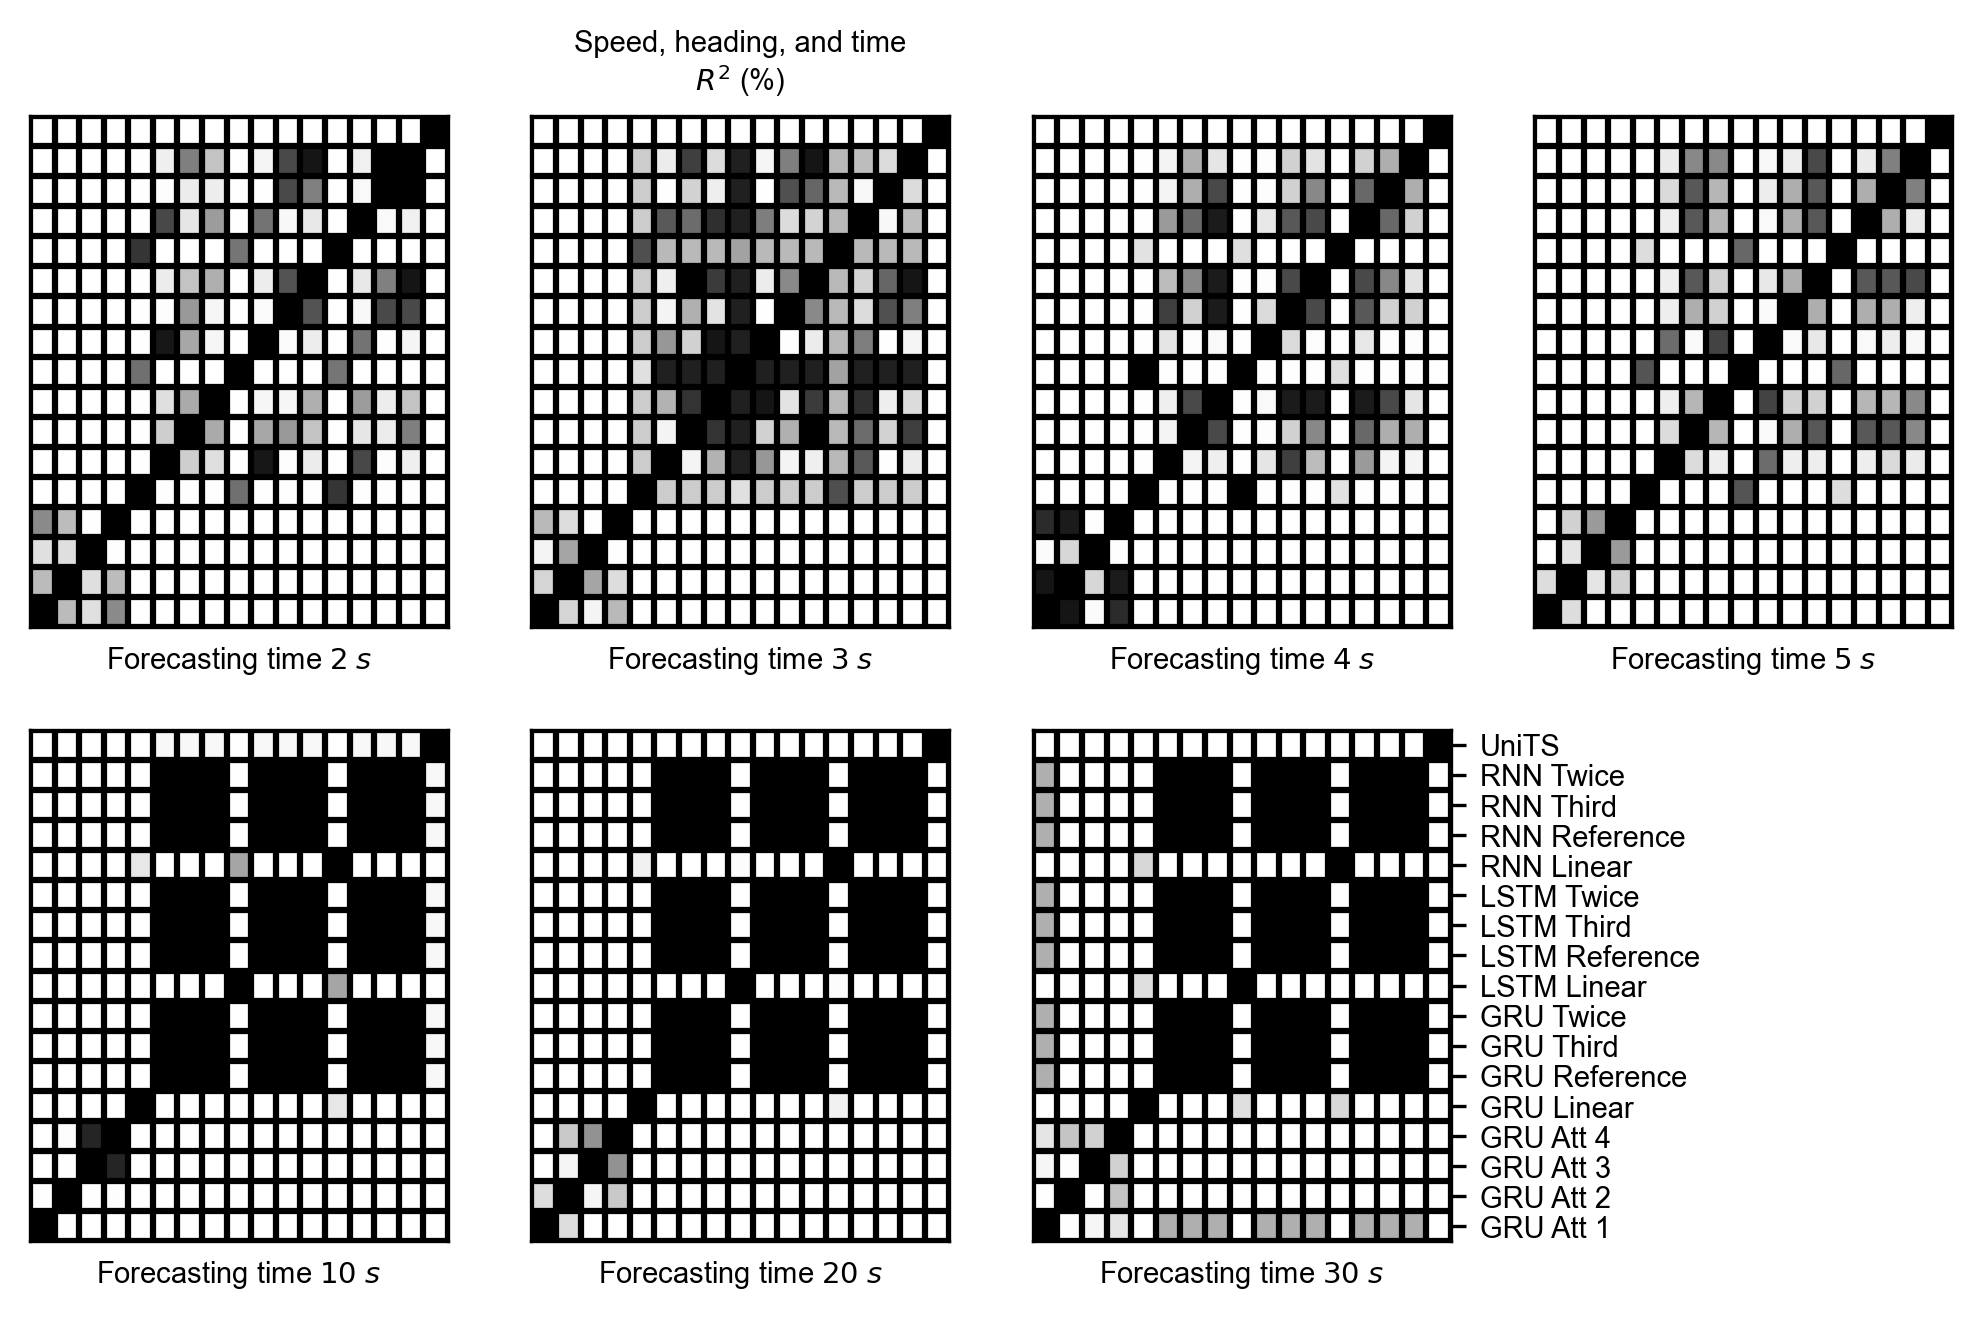 Speed, heading, and time
R² (%)
Forecasting time 2 s
Forecasting time 3 s
Forecasting time 4 s
Forecasting time 5 s
UniTS
RNN Twice
RNN Third
RNN Reference
RNN Linear
LSTM Twice
LSTM Third
LSTM Reference
LSTM Linear
GRU Twice
GRU Third
GRU Reference
GRU Linear
GRU Att 4
GRU Att 3
GRU Att 2
GRU Att 1
Forecasting time 10 s
Forecasting time 20 s
Forecasting time 30 s